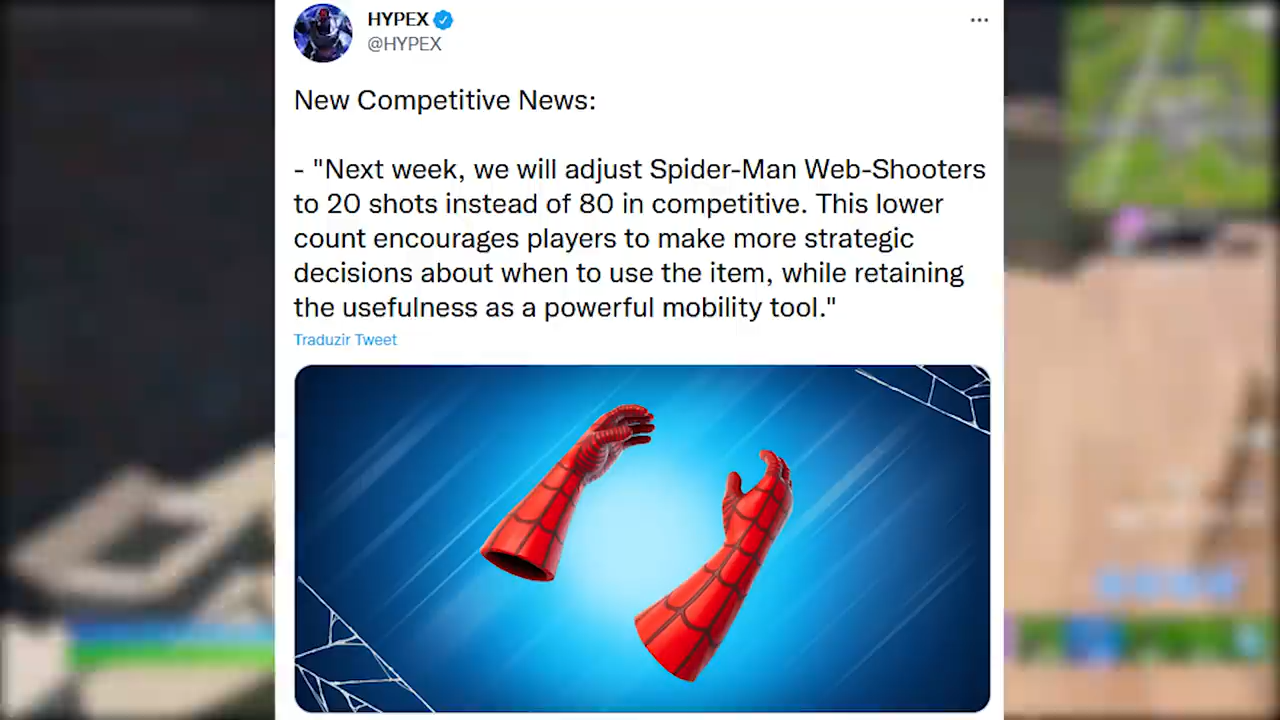 HYPEX
@HYPEX
New Competitive News:
- "Next week, we will adjust Spider-Man Web-Shooters
to 20 shots instead of 80 in competitive. This lower
count encourages players to make more strategic
decisions about when to use the item, while retaining
the usefulness as a powerful mobility tool."
Traduzir Tweet